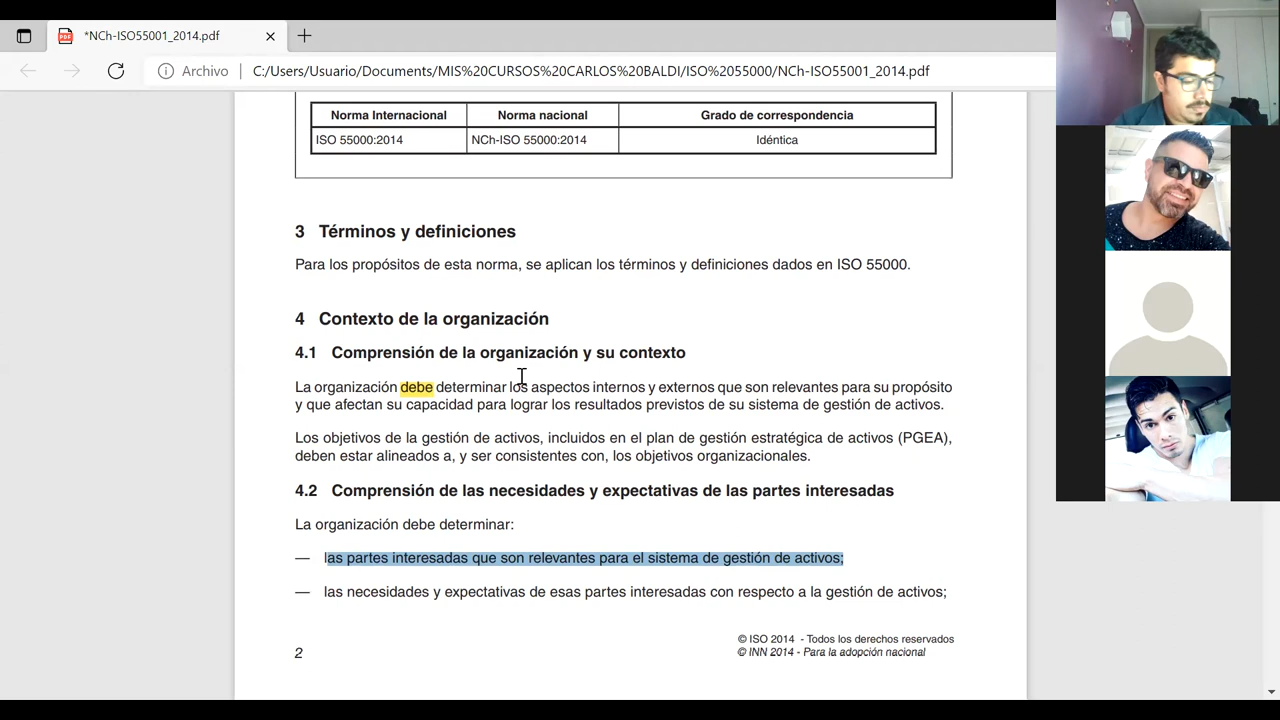 *NCh-ISO55001_2014.pdf
Archivo C:/Users/Usuario/Documents/MIS%20CURSOS%20CARLOS%20BALDI/ISO%2055000/NCh-ISO55001_2014.pdf
Norma Internacional Norma nacional Grado de correspondencia
ISO 55000:2014 NCh-ISO 55000:2014 Idéntica
3 Términos y definiciones
Para los propósitos de esta norma, se aplican los términos y definiciones dados en ISO 55000.
4 Contexto de la organización
4.1 Comprensión de la organización y su contexto
La organización debe determinar los aspectos internos y externos que son relevantes para su propósito
y que afectan su capacidad para lograr los resultados previstos de su sistema de gestión de activos.
Los objetivos de la gestión de activos, incluidos en el plan de gestión estratégica de activos (PGEA),
deben estar alineados a, y ser consistentes con, los objetivos organizacionales.
4.2 Comprensión de las necesidades y expectativas de las partes interesadas
La organización debe determinar:
— las partes interesadas que son relevantes para el sistema de gestión de activos;
— las necesidades y expectativas de esas partes interesadas con respecto a la gestión de activos;
© ISO 2014 - Todos los derechos reservados
2 © INN 2014 - Para la adopción nacional